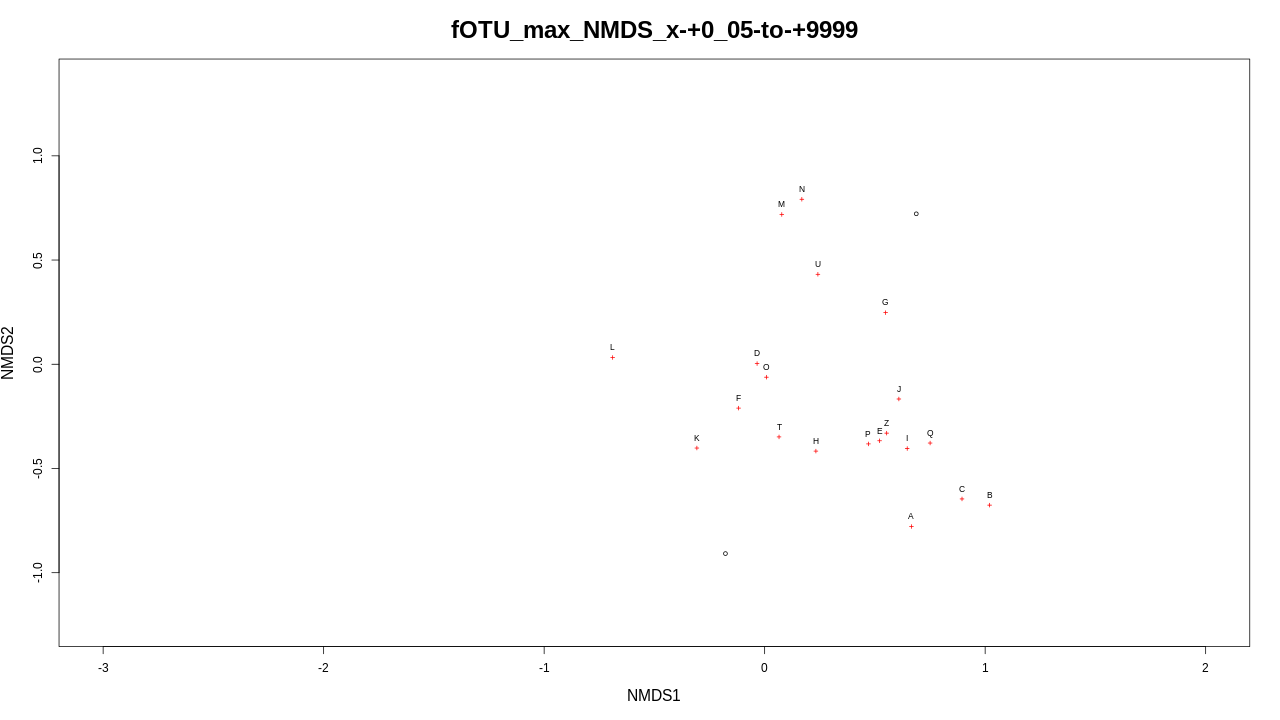 fOTU_max_NMDS_x-+0_05-to-+9999
NMDS2
1.0
0.5
0.0
-0.5
-1.0
N
M
U
G
L
D
O
J
F
Z
T
E
P
Q
K
I
H
C
B
A
-3
-2
-1
0
1
2
NMDS1